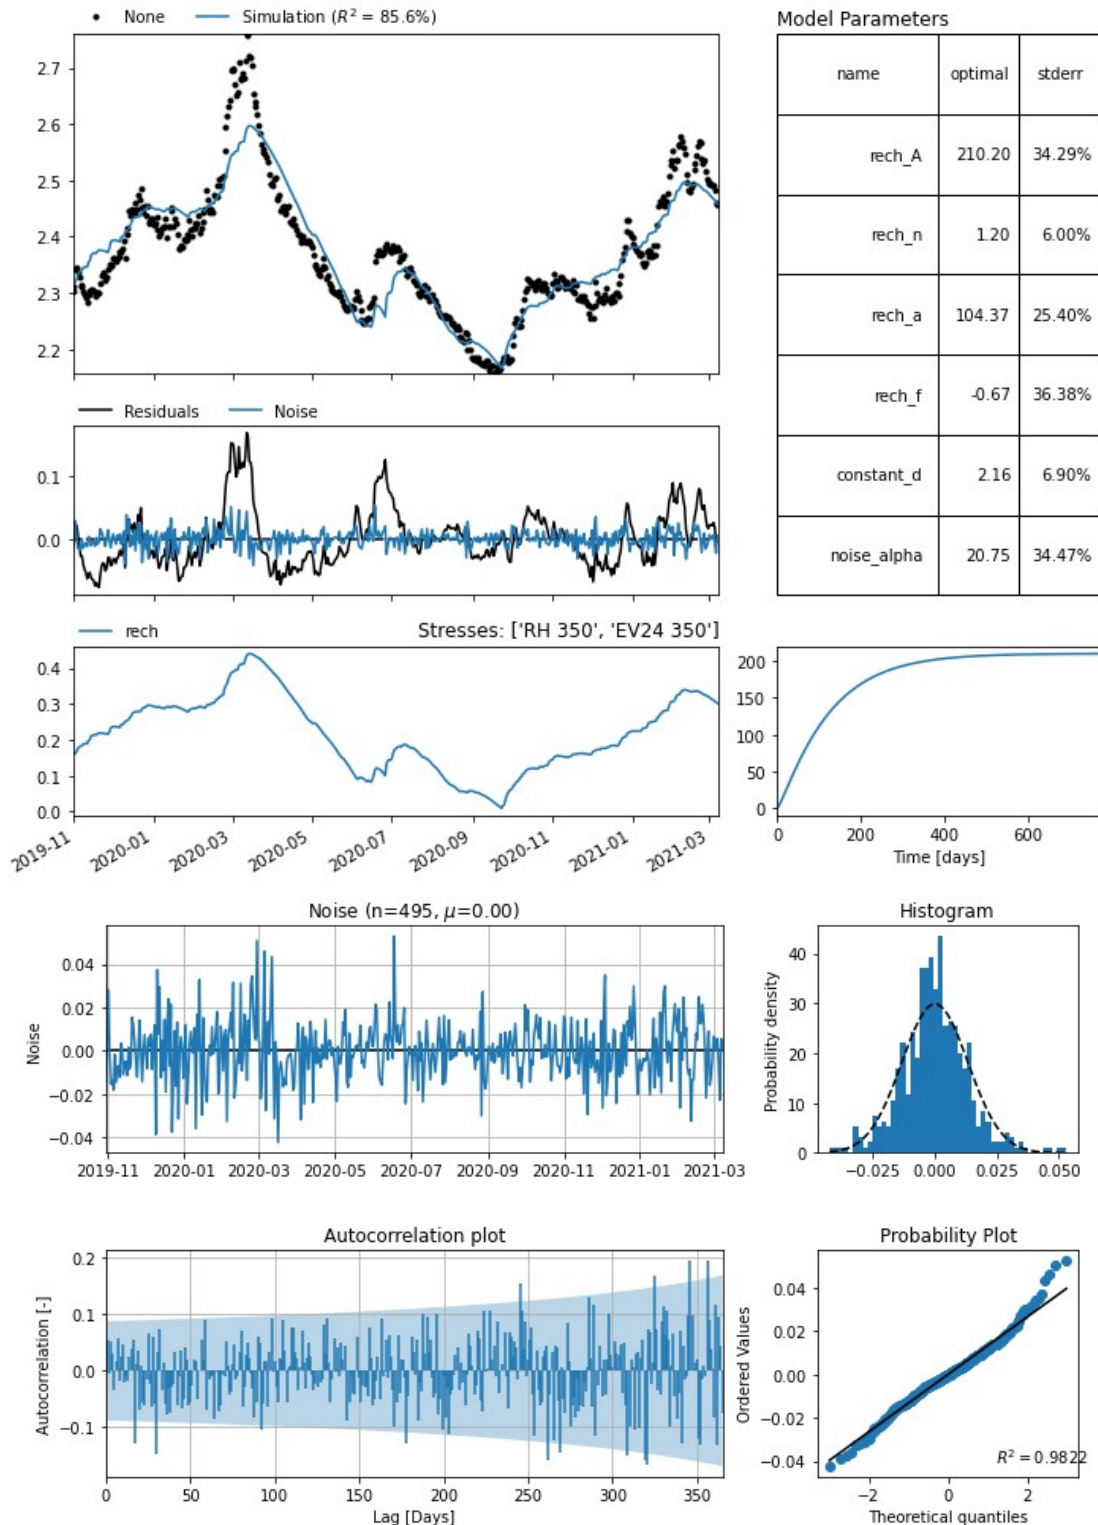 None Simulation (R² = 85.6%)
2.7
2.6
2.5
2.4
2.3
2.2
Model Parameters
name optimal stderr
rech_A 210.20 34.29%
rech_n 1.20 6.00%
rech_a 104.37 25.40%
rech_f -0.67 36.38%
constant_d 2.16 6.90%
noise_alpha 20.75 34.47%
Residuals Noise
0.1
0.0
rech Stresses: ['RH 350', 'EV24 350']
0.4
0.3
0.2
0.1
0.0
2019-11 2020-01 2020-03 2020-05 2020-07 2020-09 2020-11 2021-01 2021-03
200
150
100
50
0
0 200 400 600
Time [days]
Noise (n=495, μ=0.00)
Noise
0.04
0.02
0.00
−0.02
−0.04
2019-11 2020-01 2020-03 2020-05 2020-07 2020-09 2020-11 2021-01 2021-03
Histogram
Probability density
40
30
20
10
0
−0.025 0.000 0.025 0.050
Autocorrelation plot
Autocorrelation [-]
0.2
0.1
0.0
−0.1
0 50 100 150 200 250 300 350
Lag [Days]
Probability Plot
Ordered Values
0.04
0.02
0.00
−0.02
−0.04
R² = 0.9822
−2 0 2
Theoretical quantiles